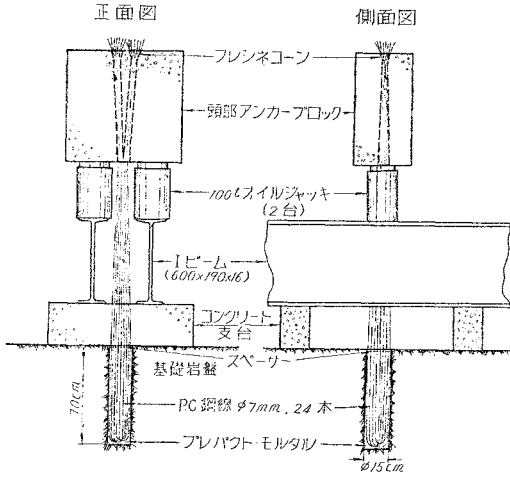 正面図
側面図
フレシネコーン
頭部アンカーブロック
100tオイルジャッキ
(2台)
Iビーム
(600×190×16)
コンクリート
支台
スペーサー
基礎岩盤
70cm
P.C鋼線φ7mm, 24本
プレパクト・モルタル
φ15cm